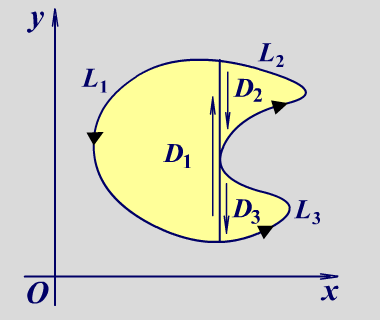 y
L₂
L₁
D₂
D₁
D₃
L₃
O
x